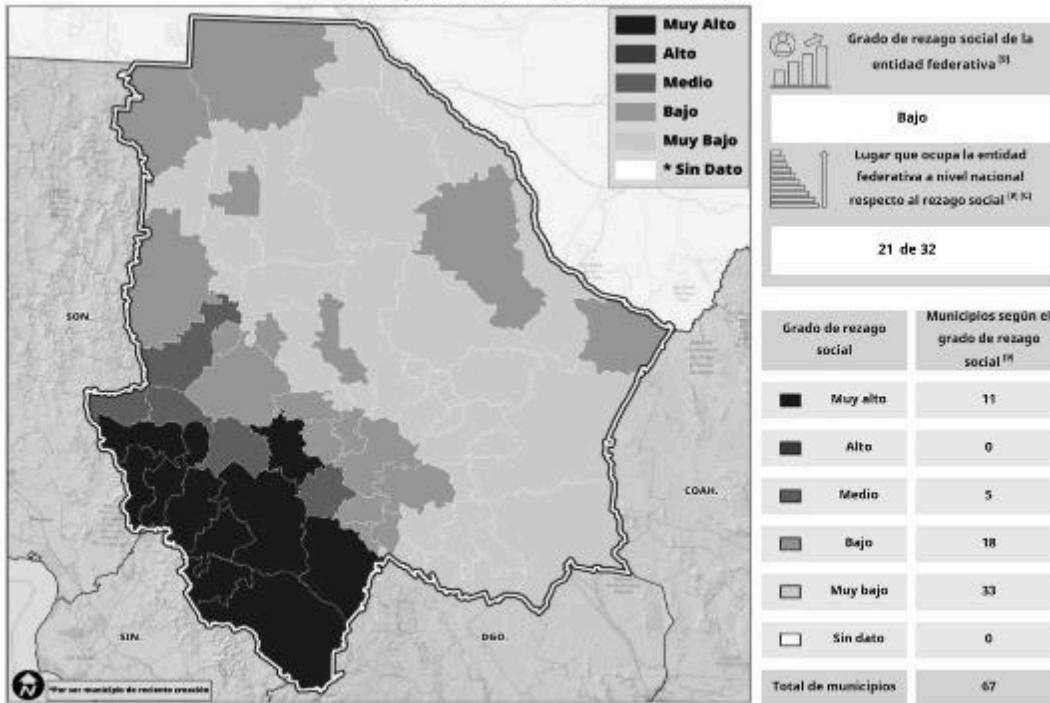 Muy Alto
Alto
Medio
Bajo
Muy Bajo
* Sin Dato
SON.
COAH.
SIN.
DGO.
N
*Por ser municipio de reciente creación
Grado de rezago social de la
entidad federativa [B]
Bajo
Lugar que ocupa la entidad
federativa a nivel nacional
respecto al rezago social [B] [C]
21 de 32
Grado de rezago
social
Municipios según el
grado de rezago
social [B]
Muy alto 11
Alto 0
Medio 5
Bajo 18
Muy bajo 33
Sin dato 0
Total de municipios 67